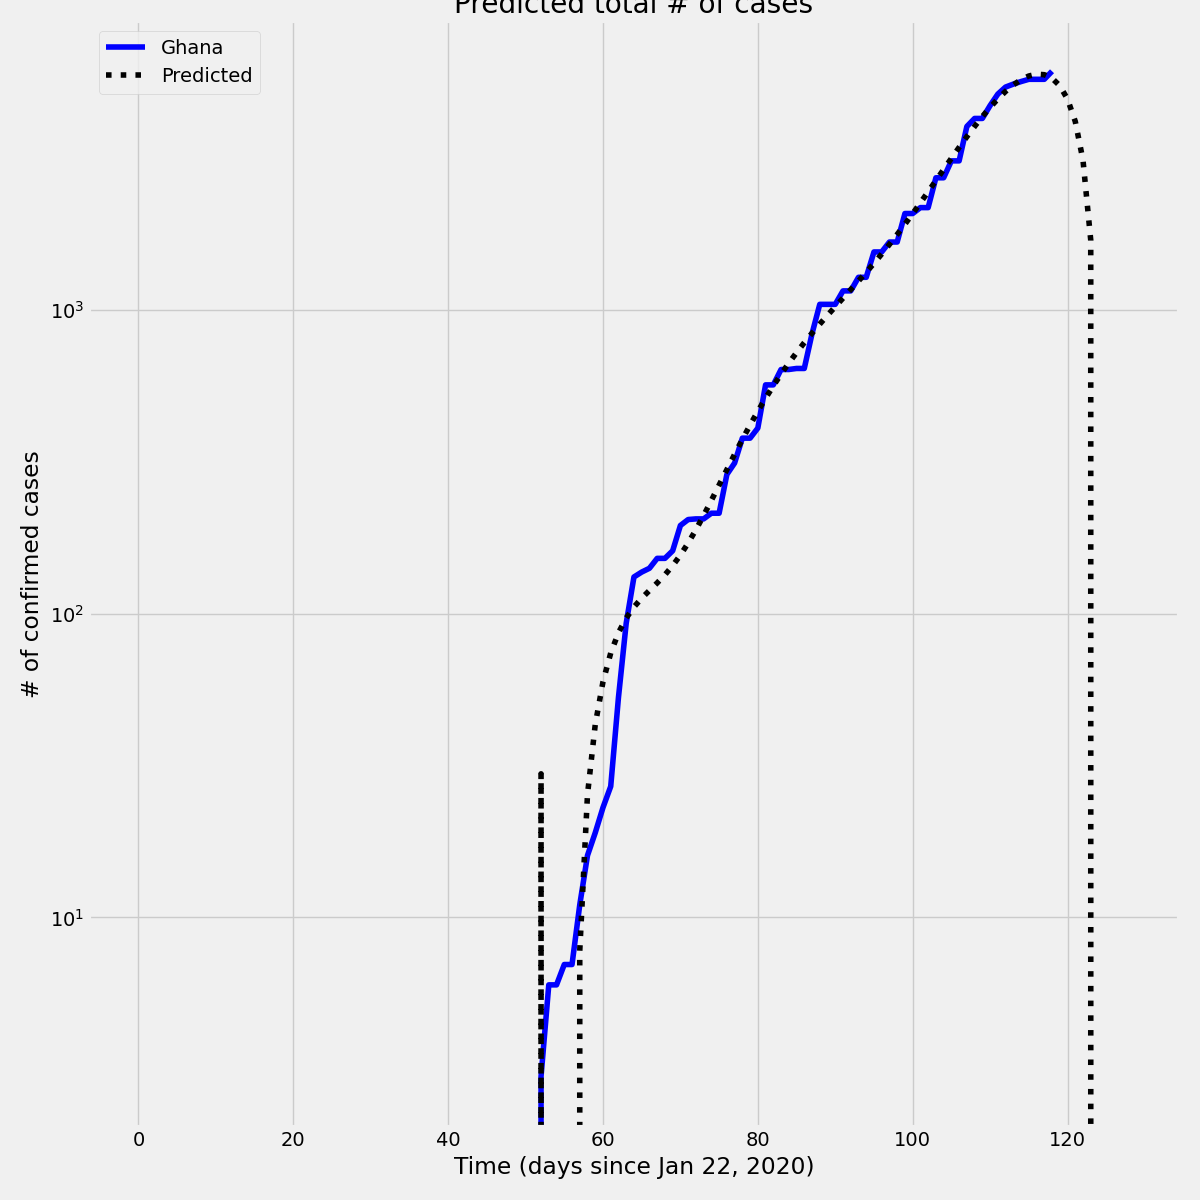 Predicted total # of cases
Ghana
Predicted
# of confirmed cases
10³
10²
10¹
0 20 40 60 80 100 120
Time (days since Jan 22, 2020)